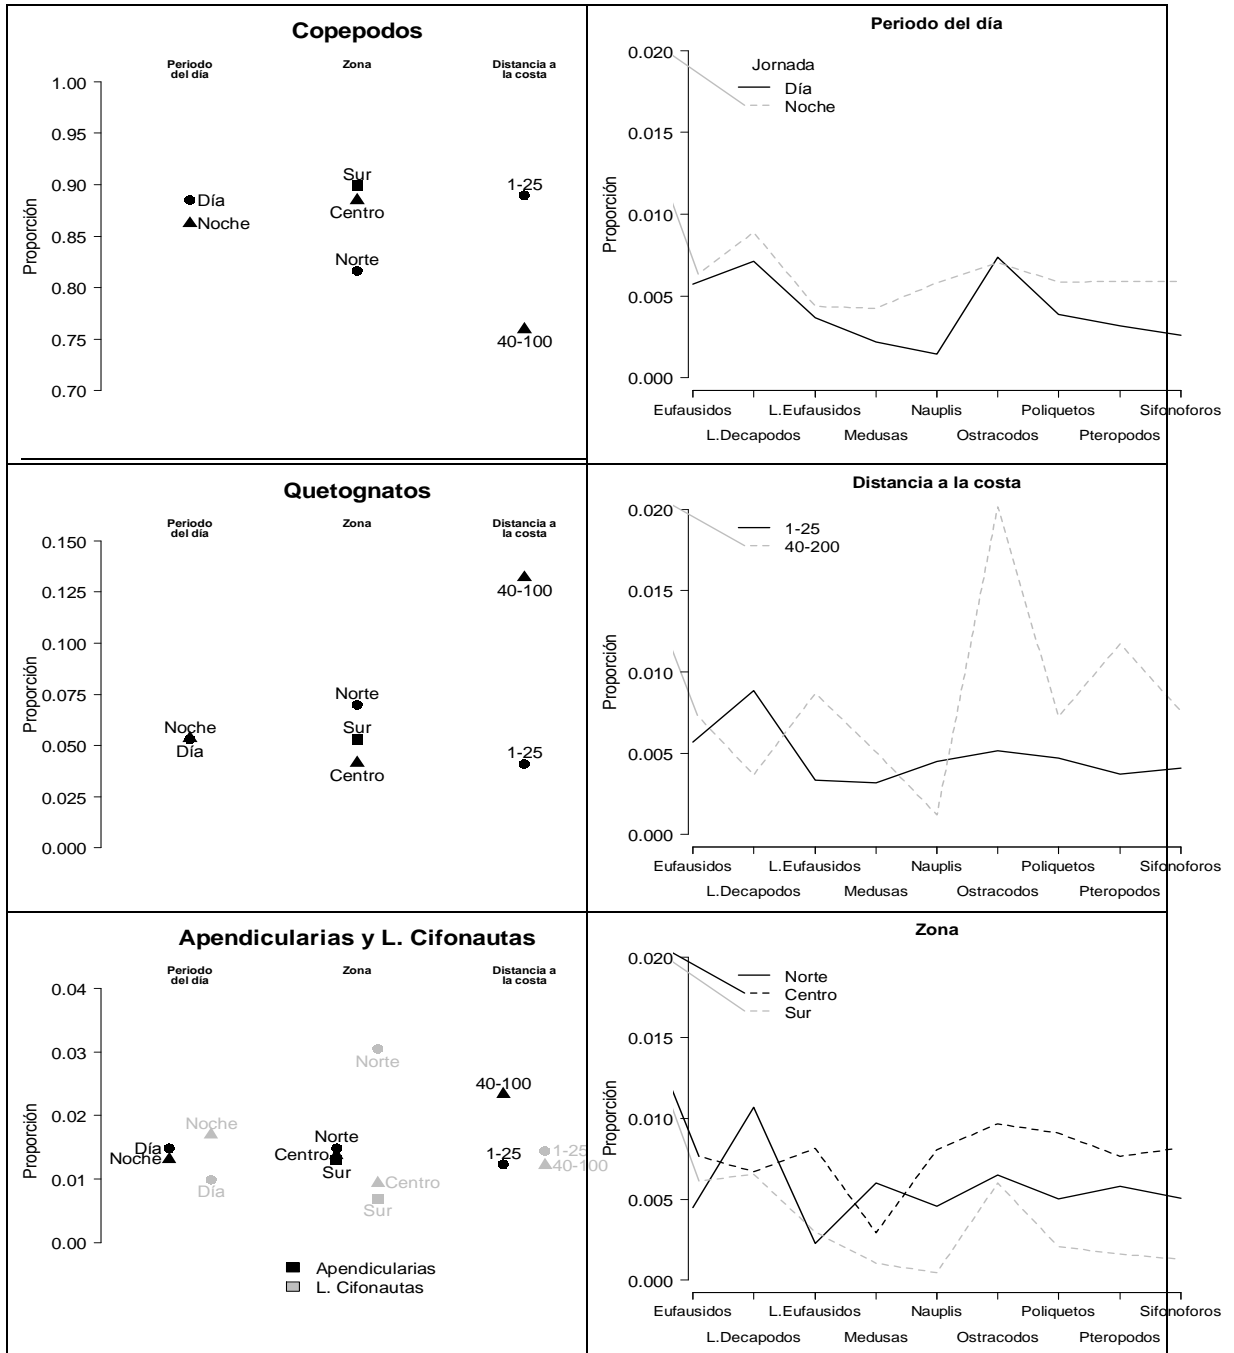 Copepodos
Periodo del día
Zona
Distancia a la costa
Proporción
1.00
0.95
0.90
0.85
0.80
0.75
0.70
Día
Noche
Sur
Centro
Norte
1-25
40-100
Periodo del día
Jornada
Día
Noche
Proporción
0.020
0.015
0.010
0.005
0.000
Eufausidos
L.Decapodos
L.Eufausidos
Medusas
Nauplis
Ostracodos
Poliquetos
Pteropodos
Sifonoforos
Quetognatos
Periodo del día
Zona
Distancia a la costa
Proporción
0.150
0.125
0.100
0.075
0.050
0.025
0.000
Noche
Día
Norte
Sur
Centro
40-100
1-25
Distancia a la costa
1-25
40-200
Proporción
0.020
0.015
0.010
0.005
0.000
Eufausidos
L.Decapodos
L.Eufausidos
Medusas
Nauplis
Ostracodos
Poliquetos
Pteropodos
Sifonoforos
Apendicularias y L. Cifonautas
Periodo del día
Zona
Distancia a la costa
Proporción
0.04
0.03
0.02
0.01
0.00
Día
Noche
Noche
Día
Norte
Centro
Sur
Norte
Centro
Sur
40-100
1-25
1-25
40-100
Apendicularias
L. Cifonautas
Zona
Norte
Centro
Sur
Proporción
0.020
0.015
0.010
0.005
0.000
Eufausidos
L.Decapodos
L.Eufausidos
Medusas
Nauplis
Ostracodos
Poliquetos
Pteropodos
Sifonoforos